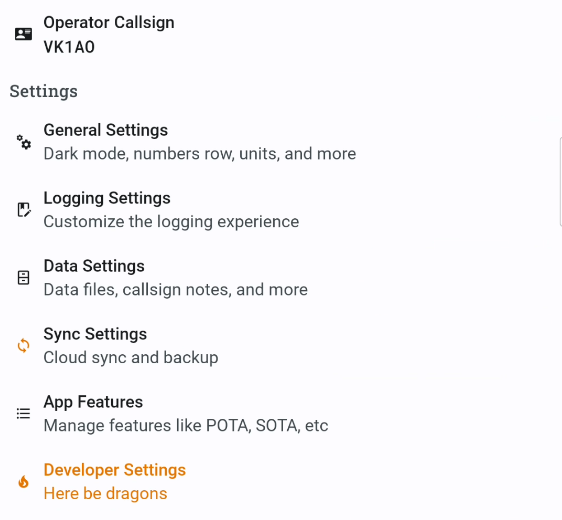 Operator Callsign
VK1AO
Settings
General Settings
Dark mode, numbers row, units, and more
Logging Settings
Customize the logging experience
Data Settings
Data files, callsign notes, and more
Sync Settings
Cloud sync and backup
App Features
Manage features like POTA, SOTA, etc
Developer Settings
Here be dragons